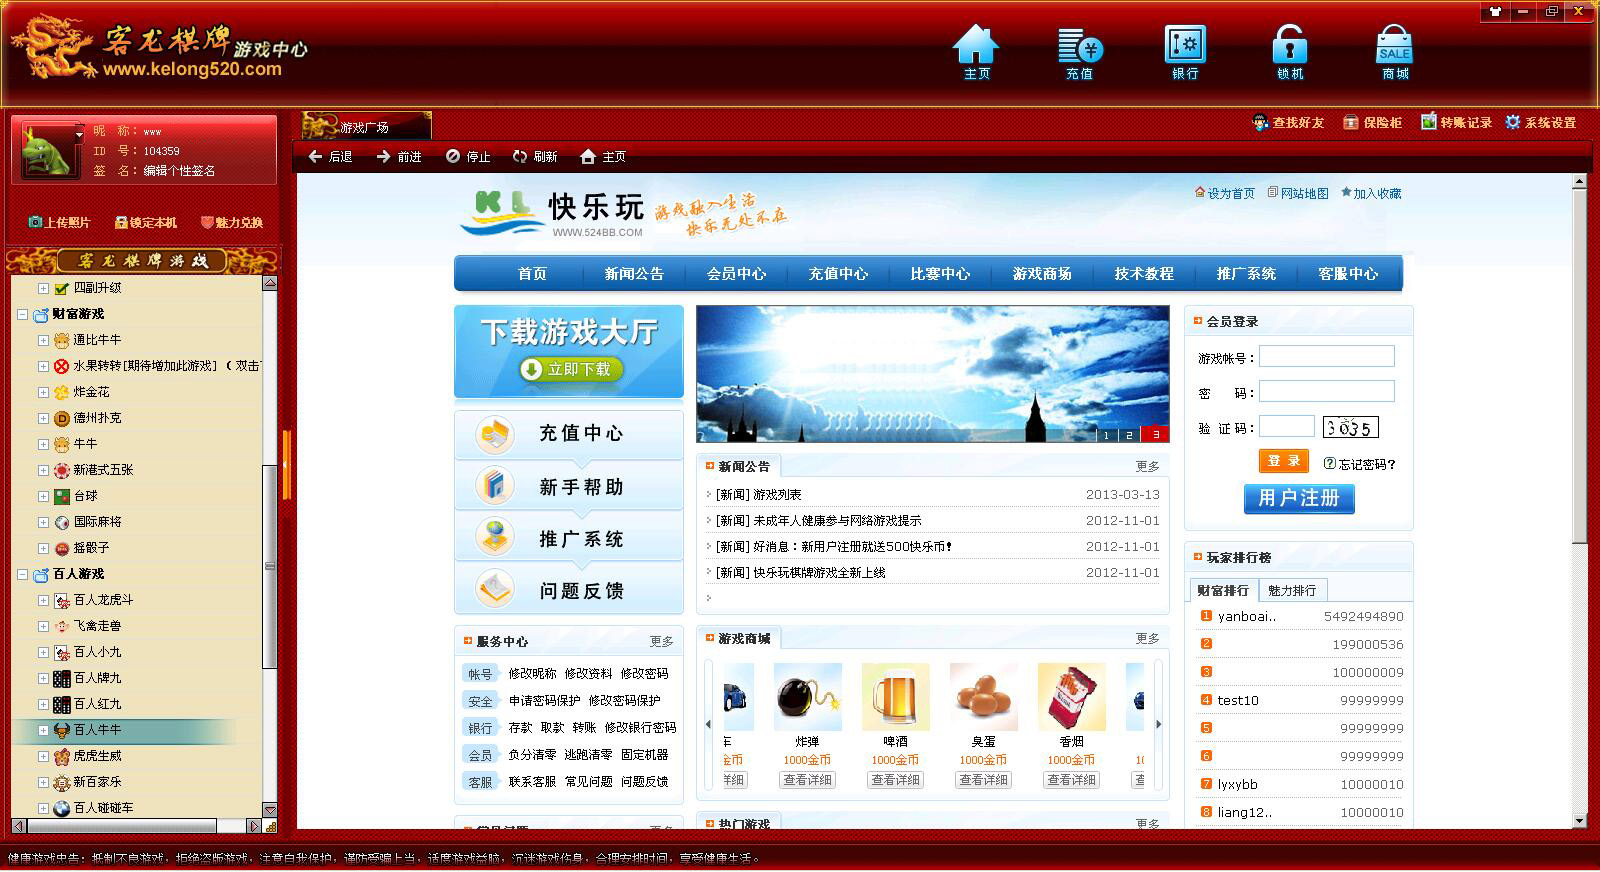 客龙棋牌游戏中心
www.kelong520.com
主页 充值 银行 锁机 SALE 商城
昵 称：www
ID 号：104359
签 名：编辑个性签名
上传照片 锁定本机 魅力兑换
客龙棋牌游戏
四副升级
财富游戏
通比牛牛
水果转转[期待增加此游戏] （双击
炸金花
德州扑克
牛牛
新港式五张
台球
国际麻将
摇骰子
百人游戏
百人龙虎斗
飞禽走兽
百人小九
百人牌九
百人红九
百人牛牛
虎虎生威
新百家乐
百人碰碰车
游戏广场
查找好友 保险柜 转账记录 系统设置
后退 前进 停止 刷新 主页
KL 快乐玩
WWW.524BB.COM
游戏融入生活
快乐无处不在
设为首页 网站地图 加入收藏
首页 新闻公告 会员中心 充值中心 比赛中心 游戏商场 技术教程 推广系统 客服中心
下载游戏大厅
立即下载
充值中心
新手帮助
推广系统
问题反馈
服务中心 更多
帐号 修改昵称 修改资料 修改密码
安全 申请密码保护 修改密码保护
银行 存款 取款 转账 修改银行密码
会员 负分清零 逃跑清零 固定机器
客服 联系客服 常见问题 问题反馈
常见问题 更多
1 2 3
新闻公告 更多
[新闻] 游戏列表 2013-03-13
[新闻] 未成年人健康参与网络游戏提示 2012-11-01
[新闻] 好消息：新用户注册就送500快乐币！ 2012-11-01
[新闻] 快乐玩棋牌游戏全新上线 2012-11-01
游戏商城 更多
车 炸弹 啤酒 臭蛋 香烟
金币 1000金币 1000金币 1000金币 1000金币 10
详细 查看详细 查看详细 查看详细 查看详细 查
热门游戏 更多
会员登录
游戏帐号：
密 码：
验 证 码： 3035
登 录 忘记密码？
用户注册
玩家排行榜
财富排行 魅力排行
1 yanboai.. 5492494890
2 199000536
3 100000009
4 test10 99999999
5 99999999
6 99999999
7 lyxybb 10000010
8 liang12.. 10000010
健康游戏忠告：抵制不良游戏，拒绝盗版游戏，注意自我保护，谨防受骗上当，适度游戏益脑，沉迷游戏伤身，合理安排时间，享受健康生活。